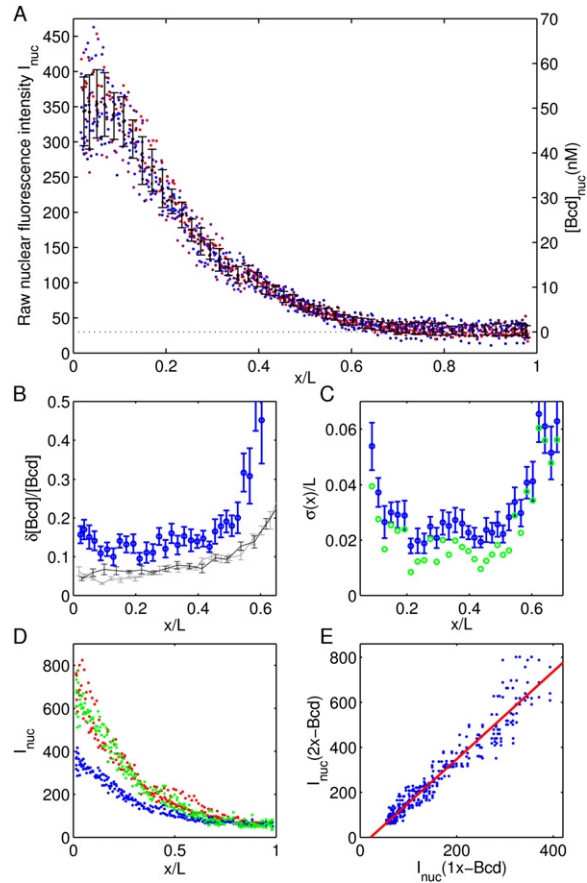 A
Raw nuclear fluorescence intensity I_nuc
450
400
350
300
250
200
150
100
50
0
70
60
50
40
30
20
10
0
[Bcd]_nuc (nM)
0 0.2 0.4 0.6 0.8 1
x/L
B
δ[Bcd]/[Bcd]
0.5
0.4
0.3
0.2
0.1
0
0 0.2 0.4 0.6
x/L
C
σ(x)/L
0.06
0.04
0.02
0
0.2 0.4 0.6
x/L
D
I_nuc
800
600
400
200
0
0 0.5 1
x/L
E
I_nuc(2x-Bcd)
800
600
400
200
0
0 200 400
I_nuc(1x-Bcd)